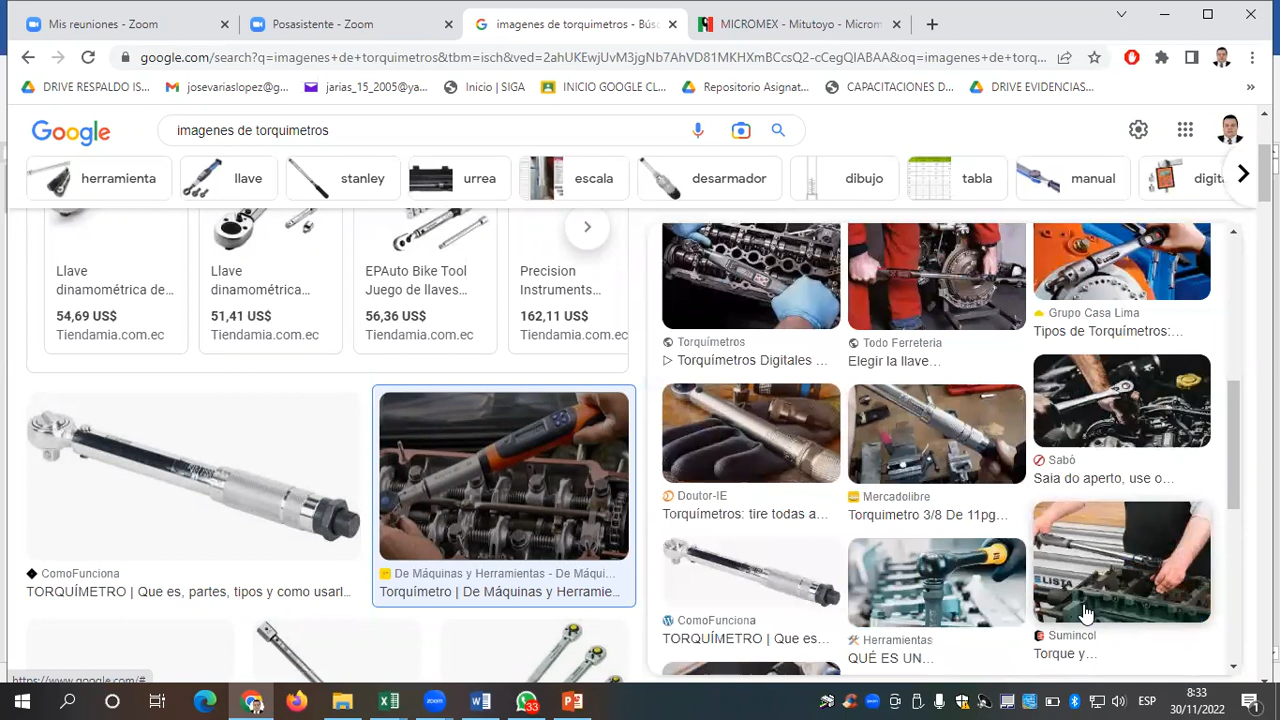 Mis reuniones - Zoom
Posasistente - Zoom
imagenes de torquimetros - Bús
MICROMEX - Mitutoyo - Microm
google.com/search?q=imagenes+de+torquimetros&tbm=isch&ved=2ahUKEwjUvM3jgNb7AhVD81MKHXmBCcQQ2-cCegQIABAA&oq=imagenes+de+torq...
DRIVE RESPALDO IS...
josevariaslopez@g...
jarias_15_2005@ya...
Inicio | SIGA
INICIO GOOGLE CL...
Repositorio Asignat...
CAPACITACIONES D...
DRIVE EVIDENCIAS...
Google
imagenes de torquimetros
herramienta
llave
stanley
urrea
escala
desarmador
dibujo
tabla
manual
digit
Llave
dinamométrica de...
54,69 US$
Tiendamia.com.ec
Llave
dinamométrica...
51,41 US$
Tiendamia.com.ec
EPAuto Bike Tool
Juego de llaves...
56,36 US$
Tiendamia.com.ec
Precision
Instruments...
162,11 US$
Tiendamia.com.ec
ComoFunciona
TORQUÍMETRO | Que es, partes, tipos y como usarl...
De Máquinas y Herramientas - De Máqui...
Torquímetro | De Máquinas y Herramie...
Torquímetros
▷ Torquímetros Digitales ...
Todo Ferreteria
Elegir la llave...
Grupo Casa Lima
Tipos de Torquímetros:...
Doutor-IE
Torquímetros: tire todas a...
Mercadolibre
Torquimetro 3/8 De 11pg...
Sabó
Saia do aperto, use o...
ComoFunciona
TORQUÍMETRO | Que es...
Herramientas
QUÉ ES UN...
LISTA
Sumincol
Torque y...
https://www.google.com/#
33
ESP
8:33
30/11/2022
1